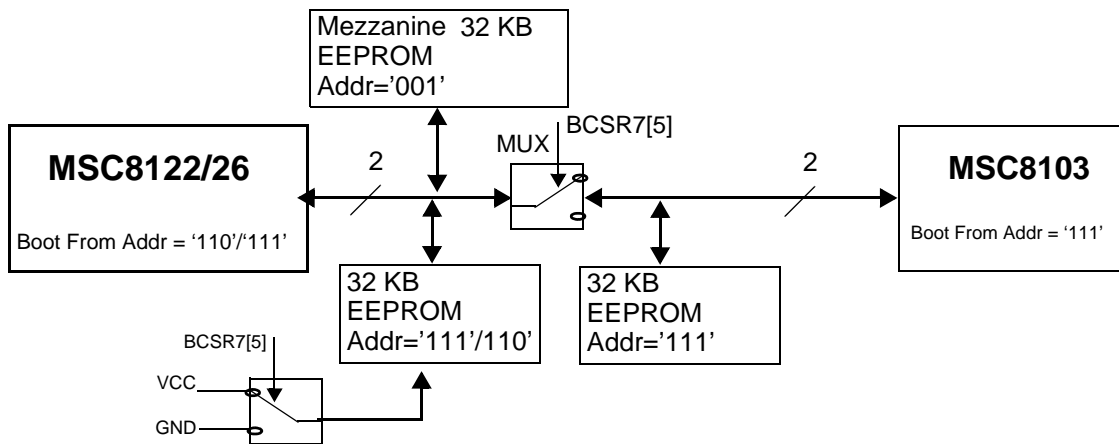 Mezzanine 32 KB
EEPROM
Addr=’001’
BCSR7[5]
MUX
MSC8122/26
Boot From Addr = ‘110’/‘111’
2
2
MSC8103
Boot From Addr = ‘111’
32 KB
EEPROM
Addr=’111’/110’
32 KB
EEPROM
Addr=’111’
BCSR7[5]
VCC
GND